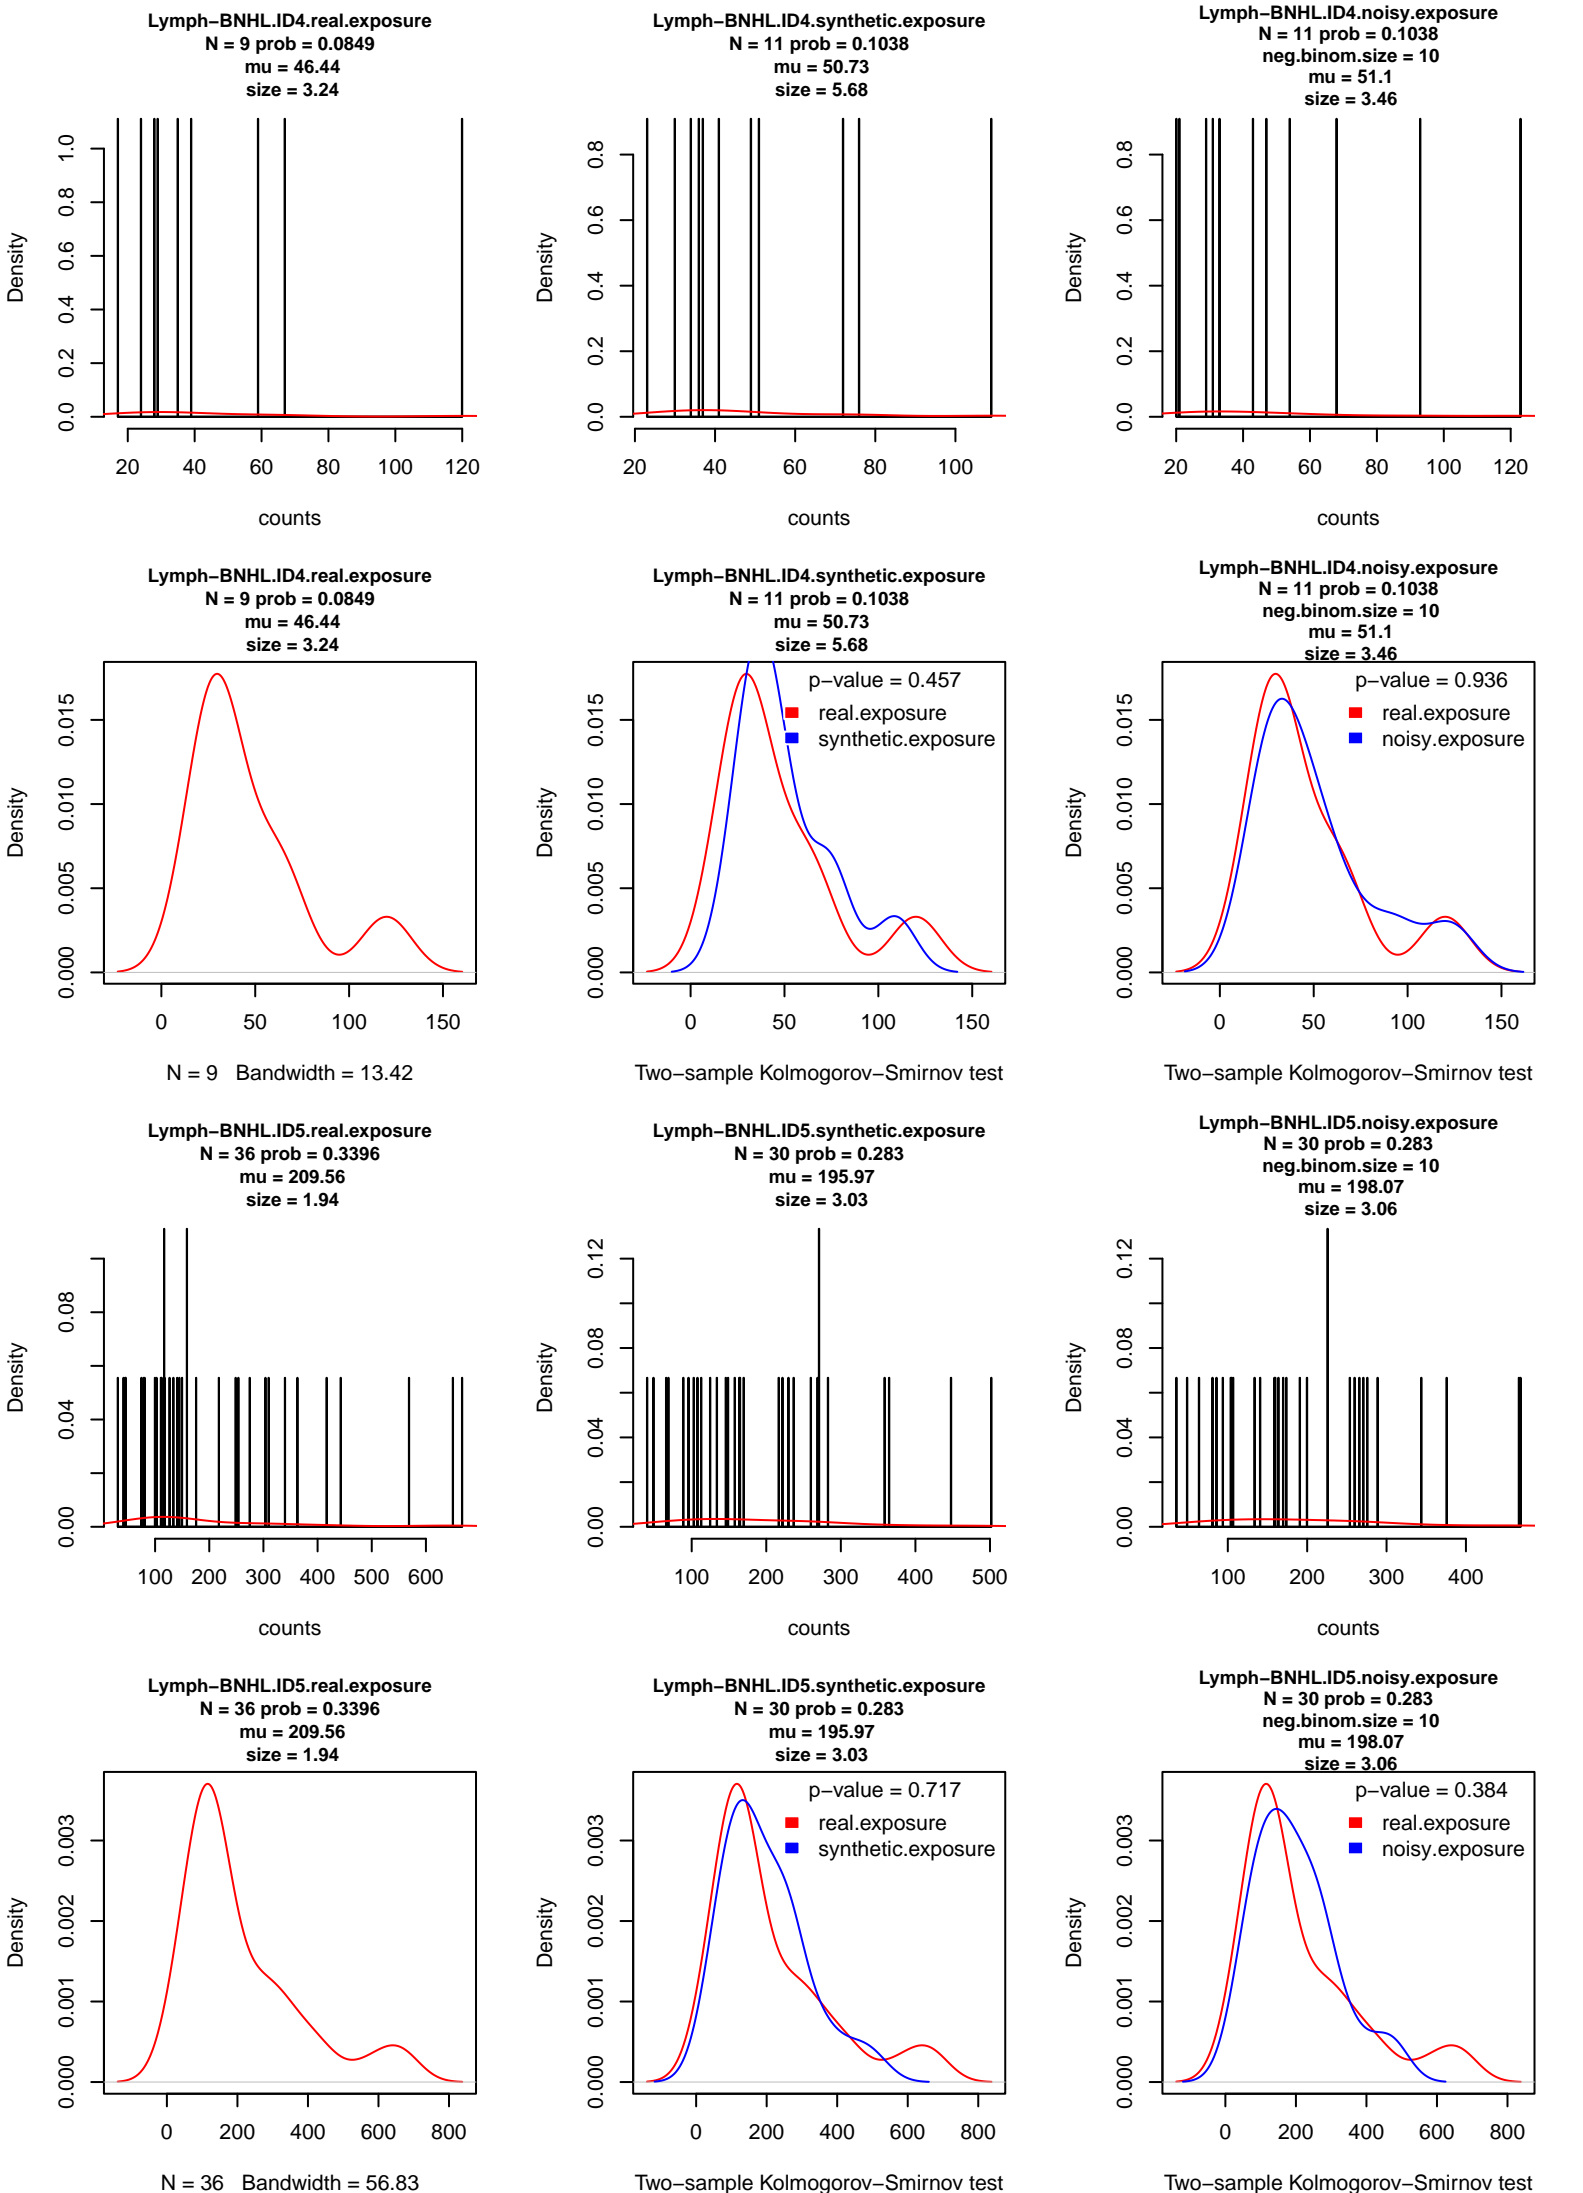 Lymph−BNHL.ID4.real.exposure
N = 9 prob = 0.0849
mu = 46.44
size = 3.24
Density
0.0 0.2 0.4 0.6 0.8 1.0
20 40 60 80 100 120
counts
Lymph−BNHL.ID4.synthetic.exposure
N = 11 prob = 0.1038
mu = 50.73
size = 5.68
Density
0.0 0.2 0.4 0.6 0.8
20 40 60 80 100
counts
Lymph−BNHL.ID4.noisy.exposure
N = 11 prob = 0.1038
neg.binom.size = 10
mu = 51.1
size = 3.46
Density
0.0 0.2 0.4 0.6 0.8
20 40 60 80 100 120
counts
Lymph−BNHL.ID4.real.exposure
N = 9 prob = 0.0849
mu = 46.44
size = 3.24
Density
0.000 0.005 0.010 0.015
0 50 100 150
N = 9 Bandwidth = 13.42
Lymph−BNHL.ID4.synthetic.exposure
N = 11 prob = 0.1038
mu = 50.73
size = 5.68
p−value = 0.457
real.exposure
synthetic.exposure
Density
0.000 0.005 0.010 0.015
0 50 100 150
Two−sample Kolmogorov−Smirnov test
Lymph−BNHL.ID4.noisy.exposure
N = 11 prob = 0.1038
neg.binom.size = 10
mu = 51.1
size = 3.46
p−value = 0.936
real.exposure
noisy.exposure
Density
0.000 0.005 0.010 0.015
0 50 100 150
Two−sample Kolmogorov−Smirnov test
Lymph−BNHL.ID5.real.exposure
N = 36 prob = 0.3396
mu = 209.56
size = 1.94
Density
0.00 0.04 0.08
100 200 300 400 500 600
counts
Lymph−BNHL.ID5.synthetic.exposure
N = 30 prob = 0.283
mu = 195.97
size = 3.03
Density
0.00 0.04 0.08 0.12
100 200 300 400 500
counts
Lymph−BNHL.ID5.noisy.exposure
N = 30 prob = 0.283
neg.binom.size = 10
mu = 198.07
size = 3.06
Density
0.00 0.04 0.08 0.12
100 200 300 400
counts
Lymph−BNHL.ID5.real.exposure
N = 36 prob = 0.3396
mu = 209.56
size = 1.94
Density
0.000 0.001 0.002 0.003
0 200 400 600 800
N = 36 Bandwidth = 56.83
Lymph−BNHL.ID5.synthetic.exposure
N = 30 prob = 0.283
mu = 195.97
size = 3.03
p−value = 0.717
real.exposure
synthetic.exposure
Density
0.000 0.001 0.002 0.003
0 200 400 600 800
Two−sample Kolmogorov−Smirnov test
Lymph−BNHL.ID5.noisy.exposure
N = 30 prob = 0.283
neg.binom.size = 10
mu = 198.07
size = 3.06
p−value = 0.384
real.exposure
noisy.exposure
Density
0.000 0.001 0.002 0.003
0 200 400 600 800
Two−sample Kolmogorov−Smirnov test